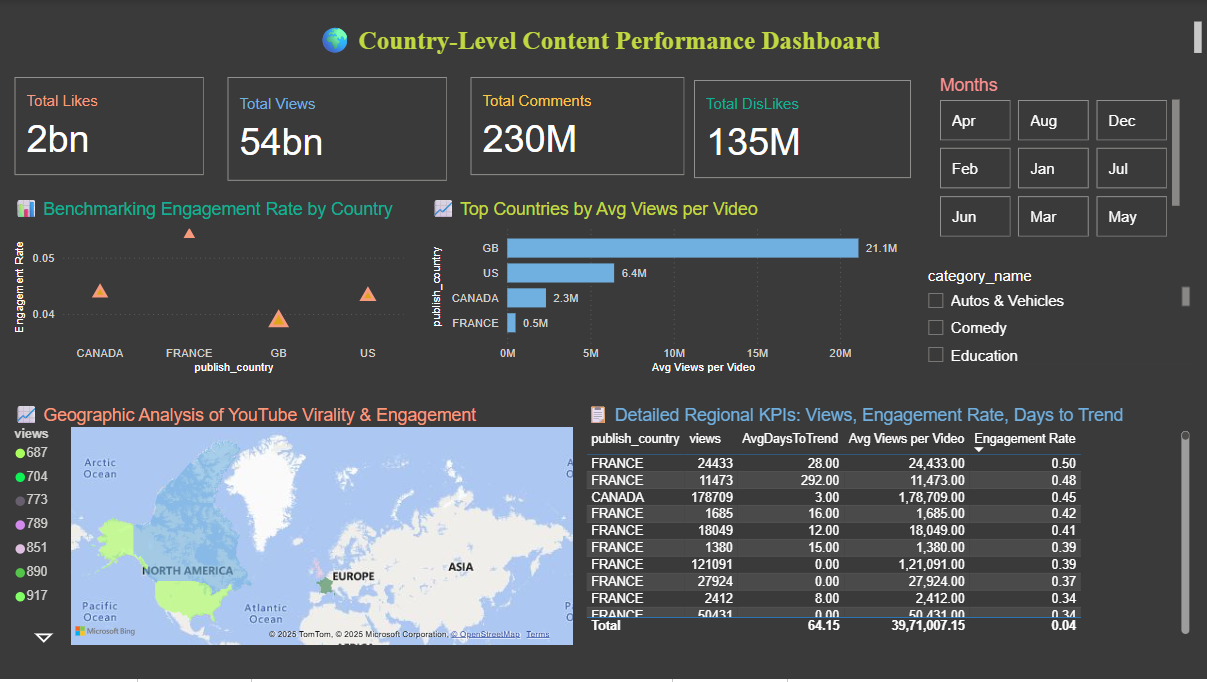 Country-Level Content Performance Dashboard
Total Likes
2bn
Total Views
54bn
Total Comments
230M
Total DisLikes
135M
Months
Apr
Aug
Dec
Feb
Jan
Jul
Jun
Mar
May
category_name
Autos & Vehicles
Comedy
Education
Benchmarking Engagement Rate by Country
Engagement Rate
0.05
0.04
CANADA
FRANCE
GB
US
publish_country
Top Countries by Avg Views per Video
publish_country
GB 21.1M
US 6.4M
CANADA 2.3M
FRANCE 0.5M
0M 5M 10M 15M 20M
Avg Views per Video
Geographic Analysis of YouTube Virality & Engagement
views
687
704
773
789
851
890
917
Arctic
Ocean
NORTH AMERICA
EUROPE
ASIA
Pacific
Ocean
Atlantic
Ocean
Microsoft Bing
© 2025 TomTom, © 2025 Microsoft Corporation, © OpenStreetMap Terms
Detailed Regional KPIs: Views, Engagement Rate, Days to Trend
publish_country views AvgDaysToTrend Avg Views per Video Engagement Rate
FRANCE 24433 28.00 24,433.00 0.50
FRANCE 11473 292.00 11,473.00 0.48
CANADA 178709 3.00 1,78,709.00 0.45
FRANCE 1685 16.00 1,685.00 0.42
FRANCE 18049 12.00 18,049.00 0.41
FRANCE 1380 15.00 1,380.00 0.39
FRANCE 121091 0.00 1,21,091.00 0.39
FRANCE 27924 0.00 27,924.00 0.37
FRANCE 2412 8.00 2,412.00 0.34
FRANCE 50431 0.00 50,431.00 0.34
Total 64.15 39,71,007.15 0.04